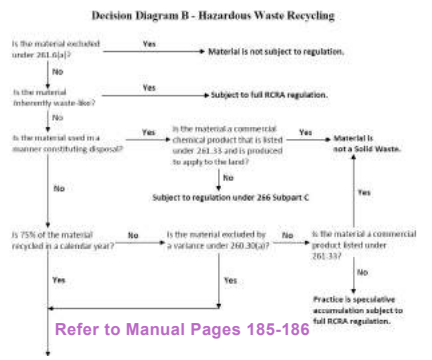 Decision Diagram B - Hazardous Waste Recycling
Is the material excluded
under 261.6(a)?
Yes
Material is not subject to regulation.
No
Is the material
inherently waste-like?
Yes
Subject to full RCRA regulation.
No
Is the material used in a
manner constituting disposal?
Yes
Is the material a commercial
chemical product that is listed
under 261.33 and is produced
to apply to the land?
Yes
Material is
not a Solid Waste.
No
No
Subject to regulation under 266 Subpart C
Yes
Is 75% of the material
recycled in a calendar year?
No
Is the material excluded by
a variance under 260.30(a)?
No
Is the material a commercial
product listed under
261.33?
Yes
Yes
No
Practice is speculative
accumulation subject to
full RCRA regulation.
Refer to Manual Pages 185-186